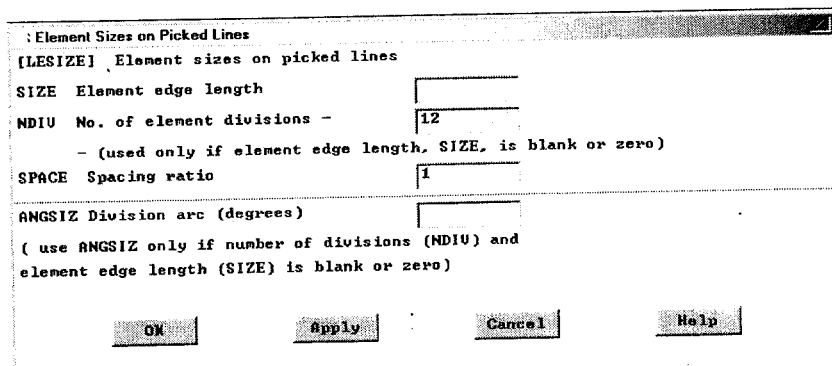 : Element Sizes on Picked Lines
[LESIZE] Element sizes on picked lines
SIZE Element edge length
NDIV No. of element divisions - 12
- (used only if element edge length, SIZE, is blank or zero)
SPACE Spacing ratio 1
ANGSIZ Division arc (degrees)
( use ANGSIZ only if number of divisions (NDIV) and
element edge length (SIZE) is blank or zero)
OK Apply Cancel Help